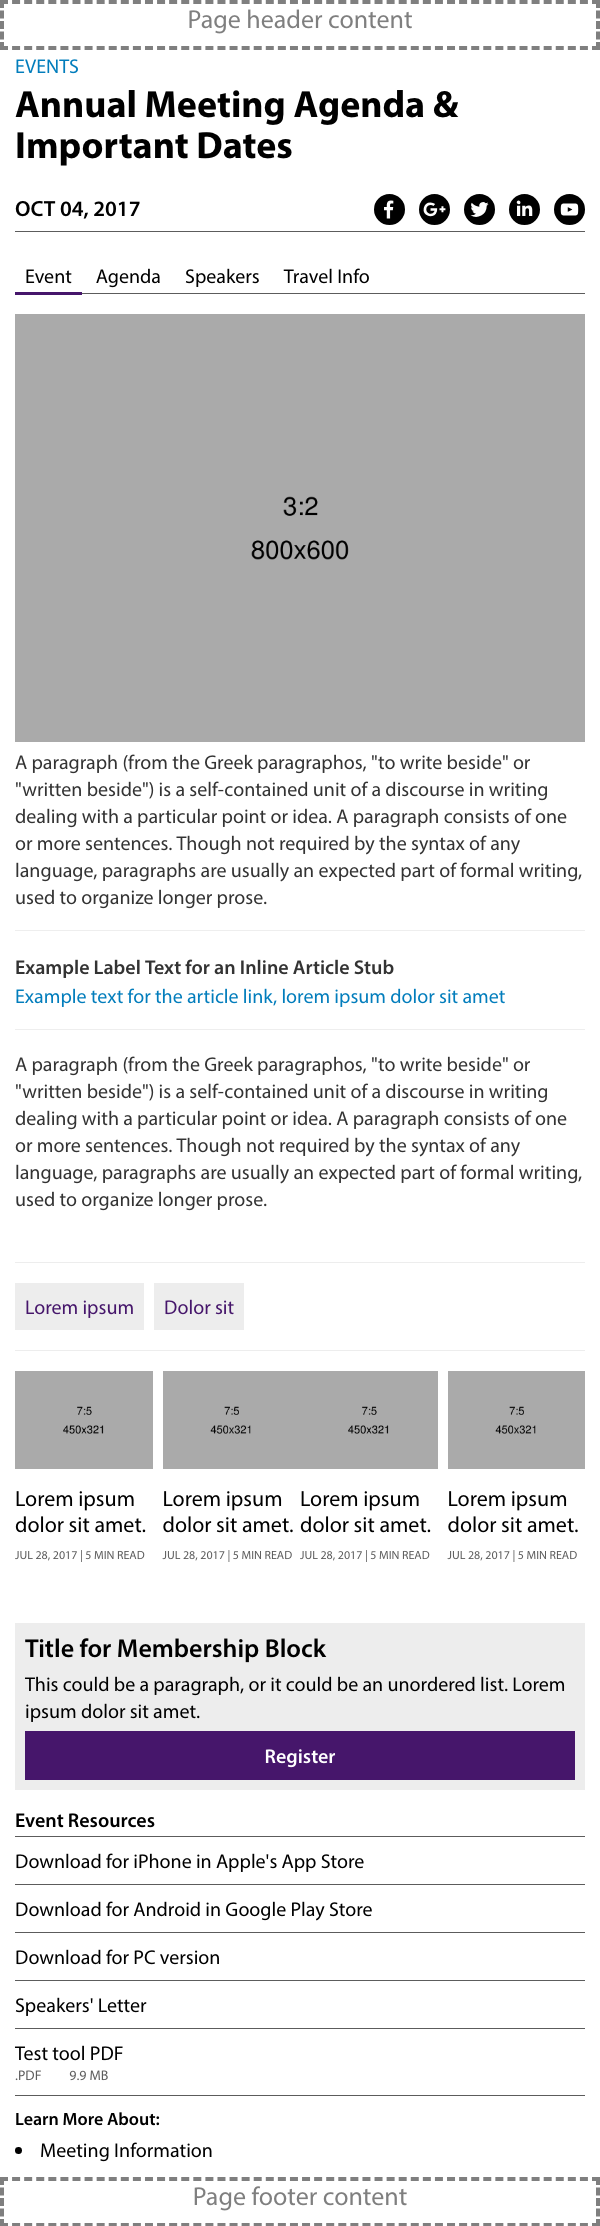 Page header content
EVENTS
Annual Meeting Agenda &
Important Dates
OCT 04, 2017
Event Agenda Speakers Travel Info
3:2
800x600
A paragraph (from the Greek paragraphos, "to write beside" or
"written beside") is a self-contained unit of a discourse in writing
dealing with a particular point or idea. A paragraph consists of one
or more sentences. Though not required by the syntax of any
language, paragraphs are usually an expected part of formal writing,
used to organize longer prose.
Example Label Text for an Inline Article Stub
Example text for the article link, lorem ipsum dolor sit amet
A paragraph (from the Greek paragraphos, "to write beside" or
"written beside") is a self-contained unit of a discourse in writing
dealing with a particular point or idea. A paragraph consists of one
or more sentences. Though not required by the syntax of any
language, paragraphs are usually an expected part of formal writing,
used to organize longer prose.
Lorem ipsum
Dolor sit
7:5
450x321
Lorem ipsum
dolor sit amet.
JUL 28, 2017 | 5 MIN READ
7:5
450x321
Lorem ipsum
dolor sit amet.
JUL 28, 2017 | 5 MIN READ
7:5
450x321
Lorem ipsum
dolor sit amet.
JUL 28, 2017 | 5 MIN READ
7:5
450x321
Lorem ipsum
dolor sit amet.
JUL 28, 2017 | 5 MIN READ
Title for Membership Block
This could be a paragraph, or it could be an unordered list. Lorem
ipsum dolor sit amet.
Register
Event Resources
Download for iPhone in Apple's App Store
Download for Android in Google Play Store
Download for PC version
Speakers' Letter
Test tool PDF
.PDF 9.9 MB
Learn More About:
• Meeting Information
Page footer content